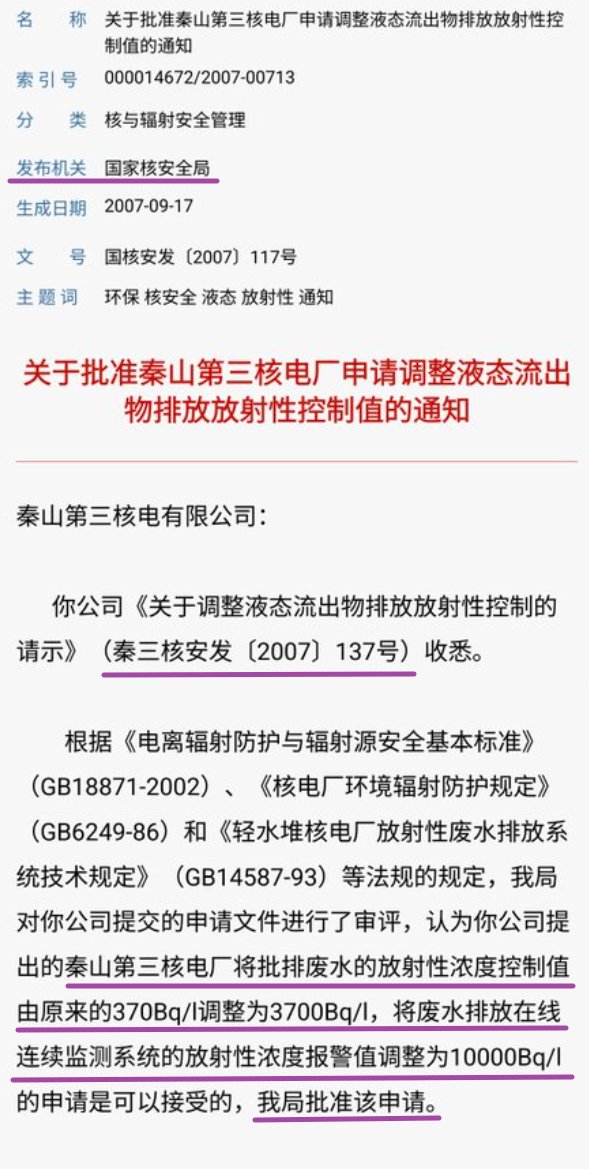 名 称 关于批准秦山第三核电厂申请调整液态流出物排放放射性控
制值的通知
索 引 号 000014672/2007-00713
分 类 核与辐射安全管理
发布机关 国家核安全局
生成日期 2007-09-17
文 号 国核安发〔2007〕117号
主 题 词 环保 核安全 液态 放射性 通知
关于批准秦山第三核电厂申请调整液态流出
物排放放射性控制值的通知
秦山第三核电有限公司：
你公司《关于调整液态流出物排放放射性控制的
请示》（秦三核安发〔2007〕137号）收悉。
根据《电离辐射防护与辐射源安全基本标准》
（GB18871-2002）、《核电厂环境辐射防护规定》
（GB6249-86）和《轻水堆核电厂放射性废水排放系
统技术规定》（GB14587-93）等法规的规定，我局
对你公司提交的申请文件进行了审评，认为你公司提
出的秦山第三核电厂将批排废水的放射性浓度控制值
由原来的370Bq/l调整为3700Bq/l，将废水排放在线
连续监测系统的放射性浓度报警值调整为10000Bq/l
的申请是可以接受的，我局批准该申请。